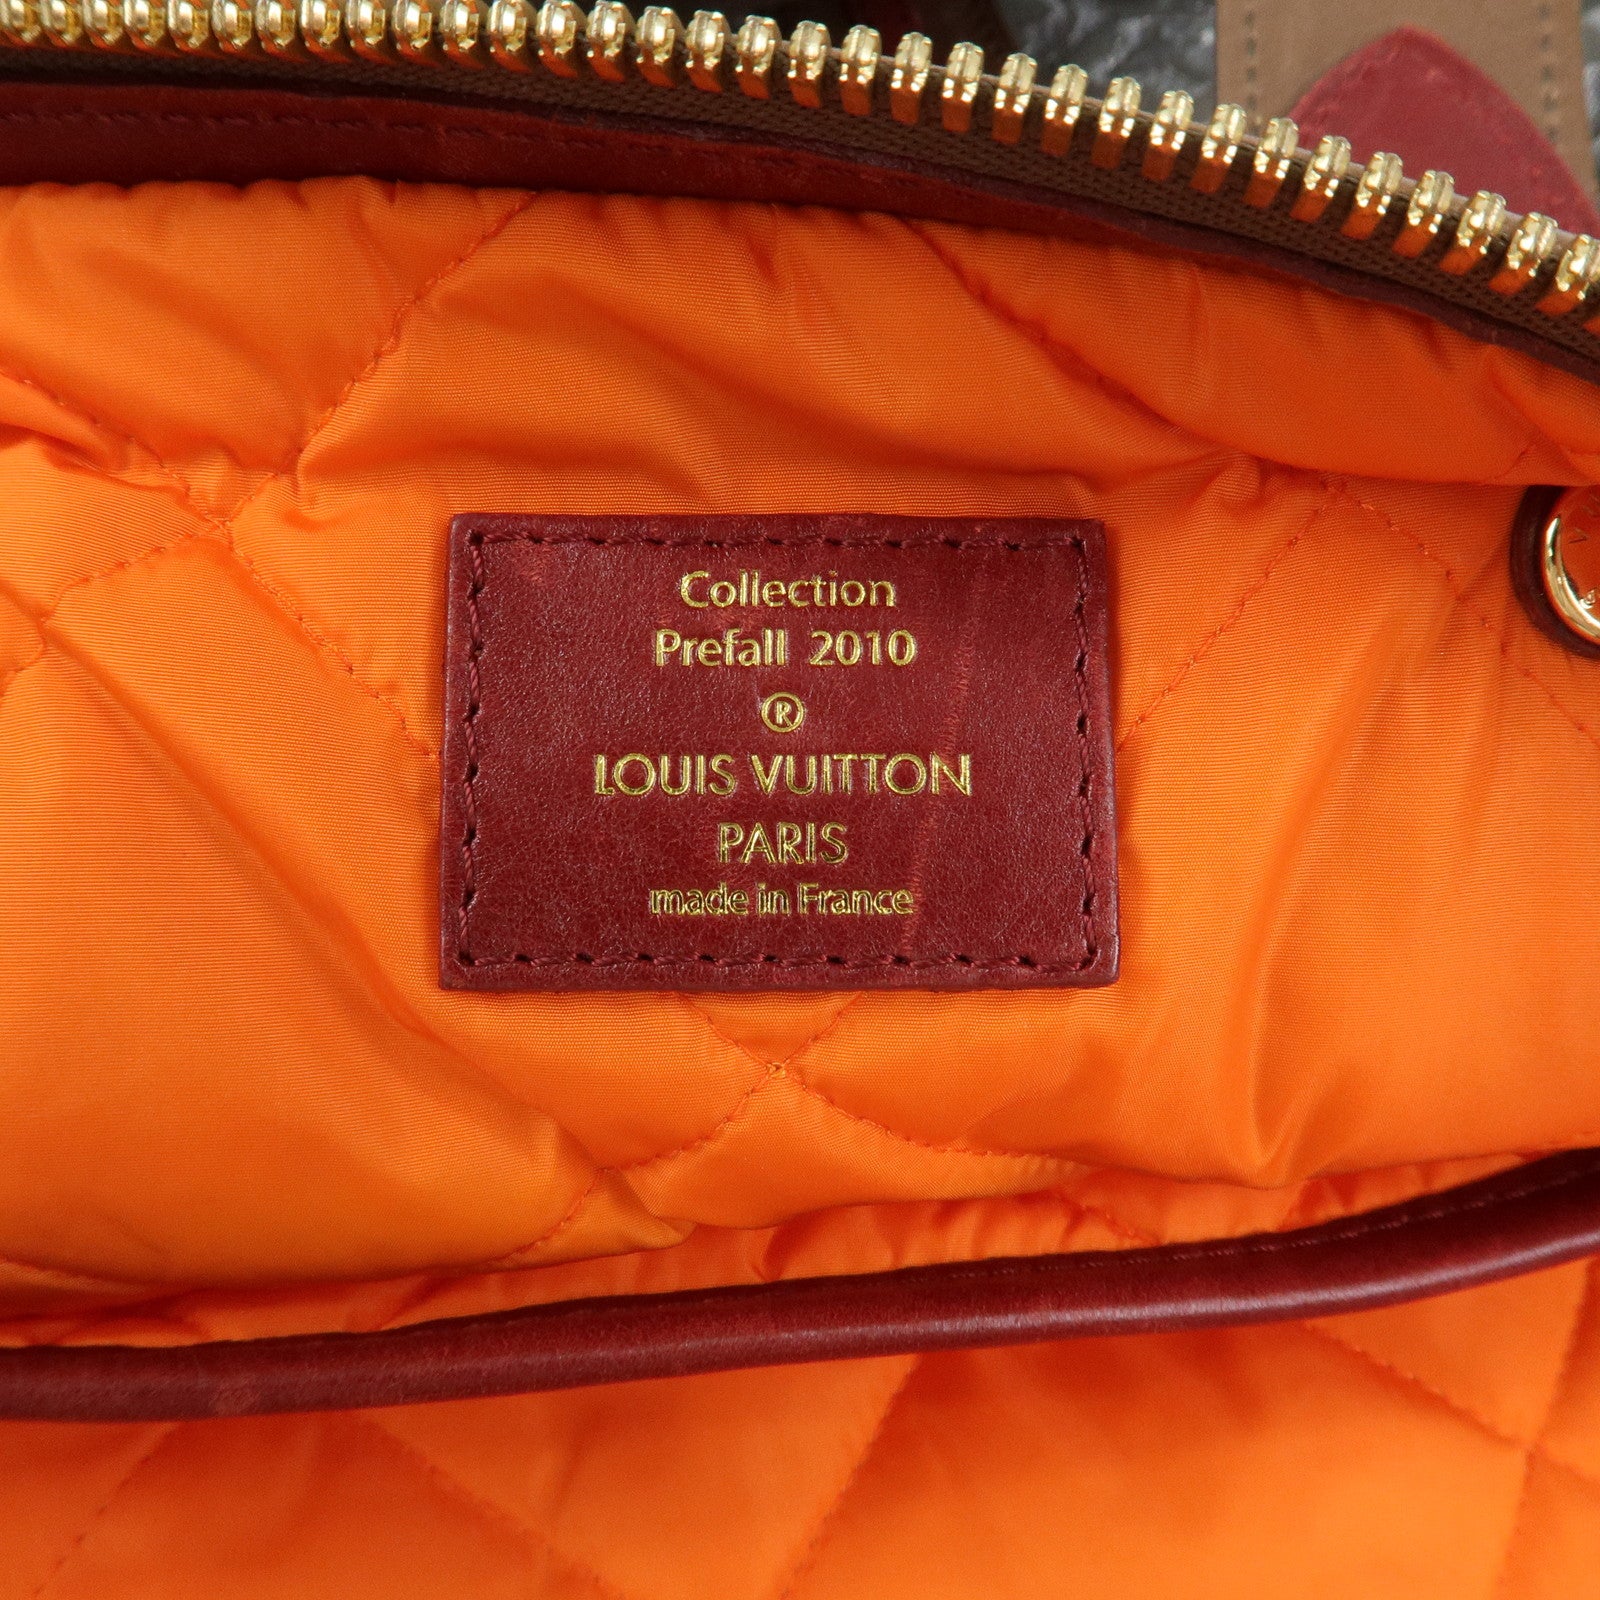 Collection
Prefall 2010
®
LOUIS VUITTON
PARIS
made in France